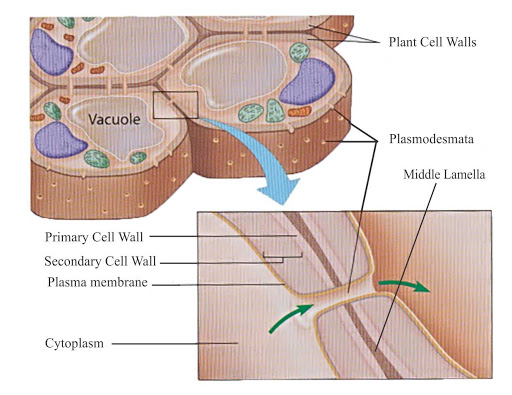 Plant Cell Walls
Vacuole
Plasmodesmata
Middle Lamella
Primary Cell Wall
Secondary Cell Wall
Plasma membrane
Cytoplasm